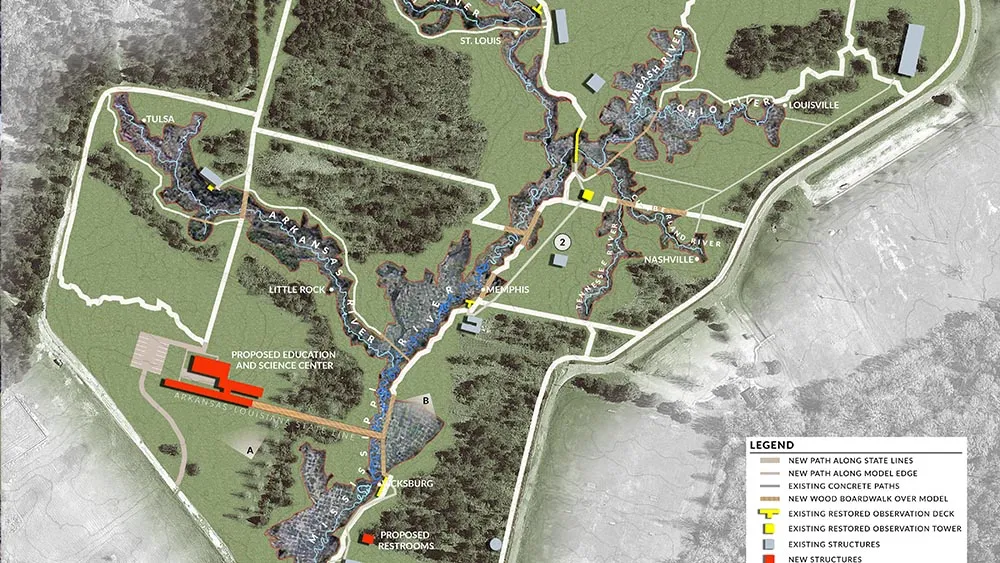 RIVER
ST. LOUIS
WABASH RIVER
OHIO RIVER
LOUISVILLE
TULSA
ARKANSAS RIVER
CUMBERLAND RIVER
TENNESSEE RIVER
NASHVILLE
2
LITTLE ROCK
MEMPHIS
MISSISSIPPI RIVER
PROPOSED EDUCATION
AND SCIENCE CENTER
ARKANSAS-LOUISIANA STATE LINE
A
B
VICKSBURG
PROPOSED
RESTROOMS
LEGEND
NEW PATH ALONG STATE LINES
NEW PATH ALONG MODEL EDGE
EXISTING CONCRETE PATHS
NEW WOOD BOARDWALK OVER MODEL
EXISTING RESTORED OBSERVATION DECK
EXISTING RESTORED OBSERVATION TOWER
EXISTING STRUCTURES
NEW STRUCTURES